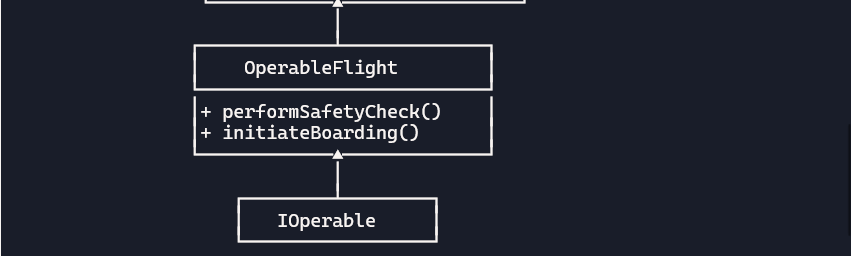 OperableFlight
+ performSafetyCheck()
+ initiateBoarding()
IOperable